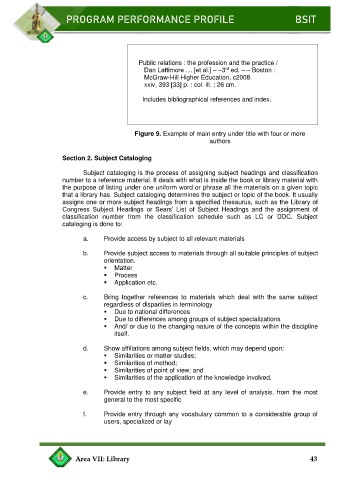 PROGRAM PERFORMANCE PROFILE BSIT
Public relations : the profession and the practice /
Dan Lattimore … [et al.] – –3rd ed. – – Boston :
McGraw-Hill Higher Education, c2008.
xxiv, 393 [33] p. : col. ill. ; 26 cm.
Includes bibliographical references and index.
Figure 9. Example of main entry under title with four or more
authors
Section 2. Subject Cataloging
Subject cataloging is the process of assigning subject headings and classification
number to a reference material. It deals with what is inside the book or library material with
the purpose of listing under one uniform word or phrase all the materials on a given topic
that a library has. Subject cataloging determines the subject or topic of the book. It usually
assigns one or more subject headings from a specified thesaurus, such as the Library of
Congress Subject Headings or Sears' List of Subject Headings and the assignment of
classification number from the classification schedule such as LC or DDC. Subject
cataloging is done to:
a. Provide access by subject to all relevant materials
b. Provide subject access to materials through all suitable principles of subject
orientation.
• Matter
• Process
• Application etc.
c. Bring together references to materials which deal with the same subject
regardless of disparities in terminology
• Due to national differences
• Due to differences among groups of subject specializations
• And/ or due to the changing nature of the concepts within the discipline
itself.
d. Show affiliations among subject fields, which may depend upon:
• Similarities or matter studies;
• Similarities of method;
• Similarities of point of view; and
• Similarities of the application of the knowledge involved.
e. Provide entry to any subject field at any level of analysis, from the most
general to the most specific
f. Provide entry through any vocabulary common to a considerable group of
users, specialized or lay
Area VII: Library 43